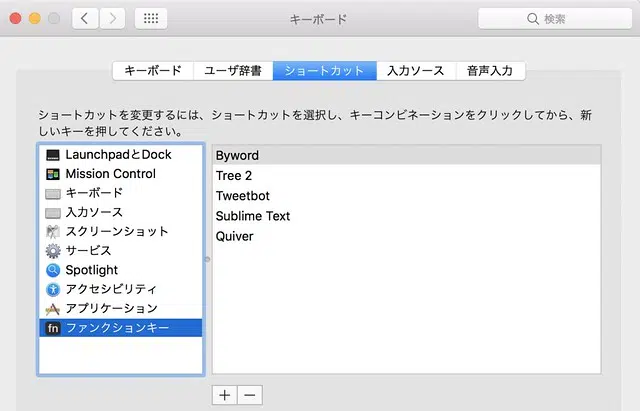 キーボード
検索
キーボード
ユーザ辞書
ショートカット
入力ソース
音声入力
ショートカットを変更するには、ショートカットを選択し、キーコンビネーションをクリックしてから、新
しいキーを押してください。
LaunchpadとDock
Mission Control
キーボード
入力ソース
スクリーンショット
サービス
Spotlight
アクセシビリティ
アプリケーション
fn ファンクションキー
Byword
Tree 2
Tweetbot
Sublime Text
Quiver
+ −